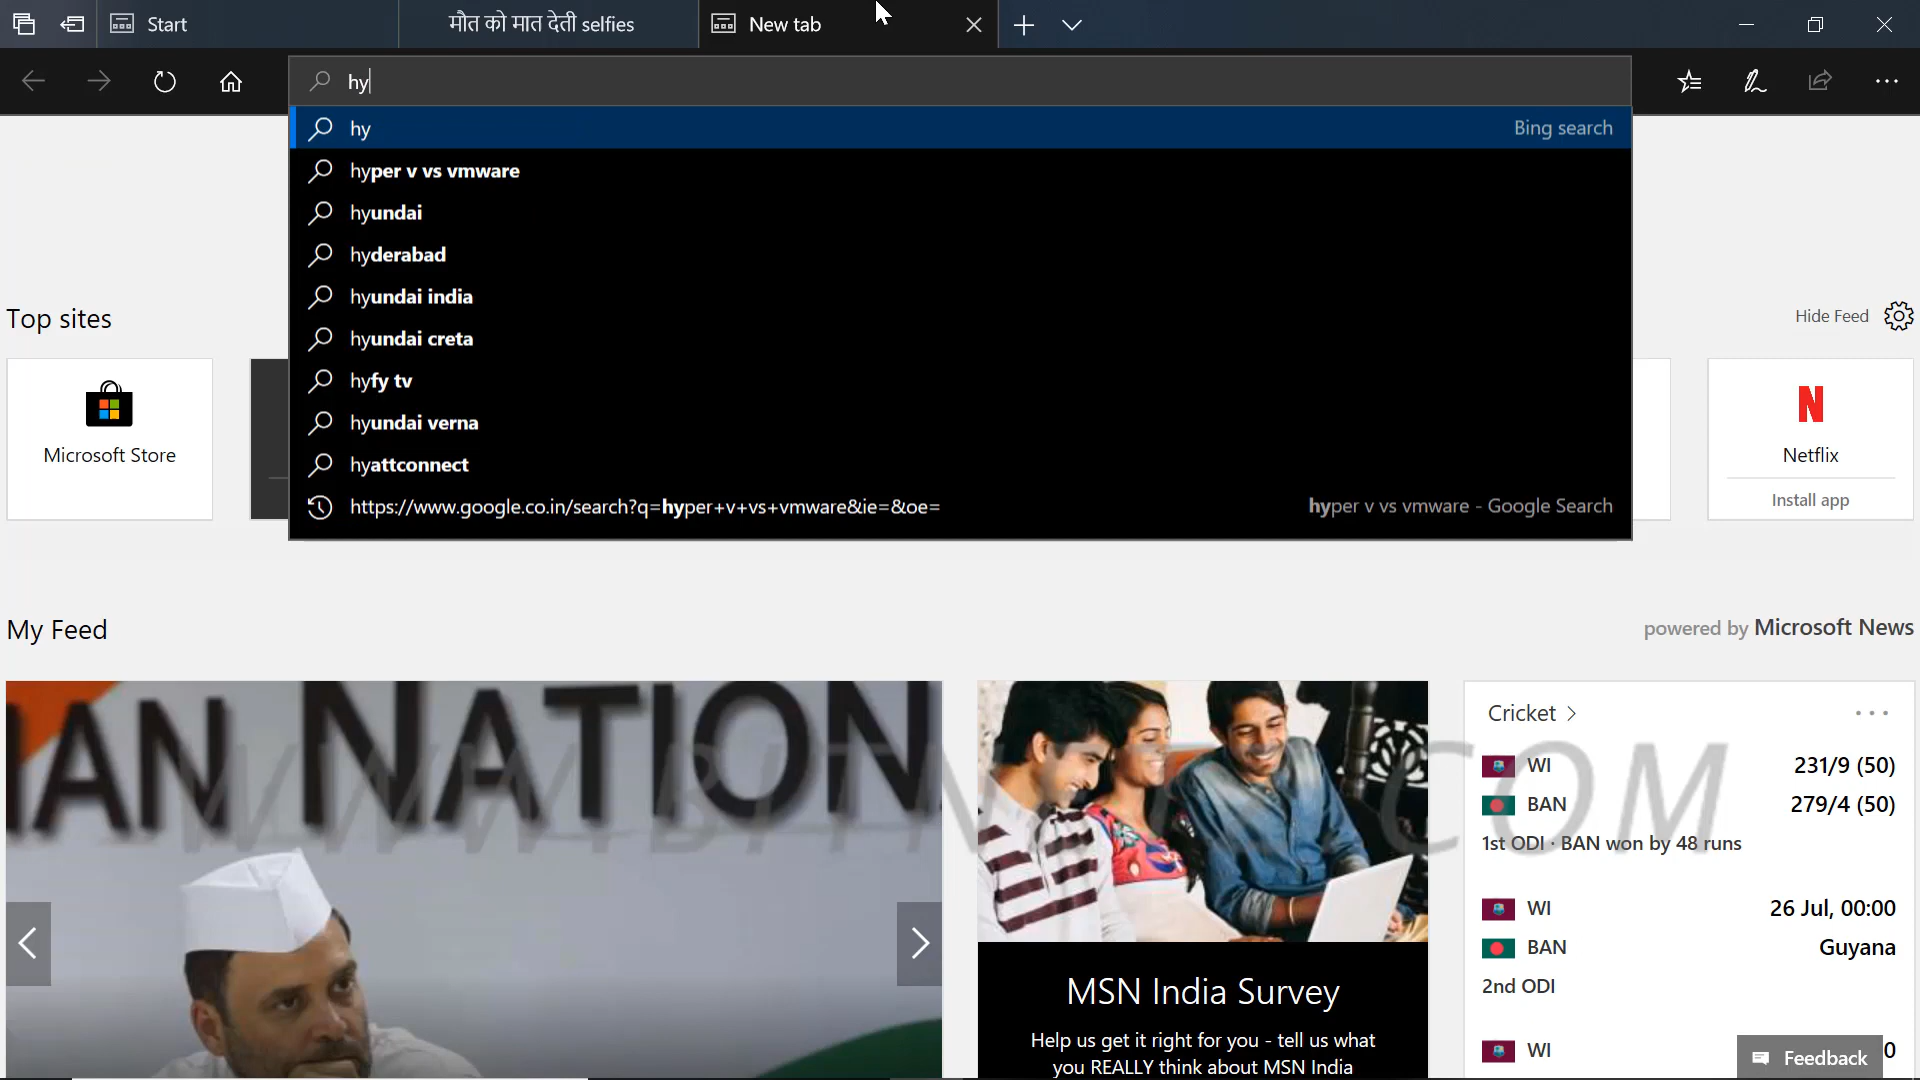 Start
मौत को मात देती selfies
New tab
hy
hy
Bing search
hyper v vs vmware
hyundai
hyderabad
hyundai india
hyundai creta
hyfy tv
hyundai verna
hyattconnect
https://www.google.co.in/search?q=hyper+v+vs+vmware&ie=&oe=
hyper v vs vmware - Google Search
Top sites
Hide Feed
Microsoft Store
Netflix
Install app
My Feed
powered by Microsoft News
IAN NATION
MSN India Survey
Help us get it right for you - tell us what
you REALLY think about MSN India
Cricket >
WI 231/9 (50)
BAN 279/4 (50)
1st ODI · BAN won by 48 runs
WI 26 Jul, 00:00
BAN Guyana
2nd ODI
WI
Feedback